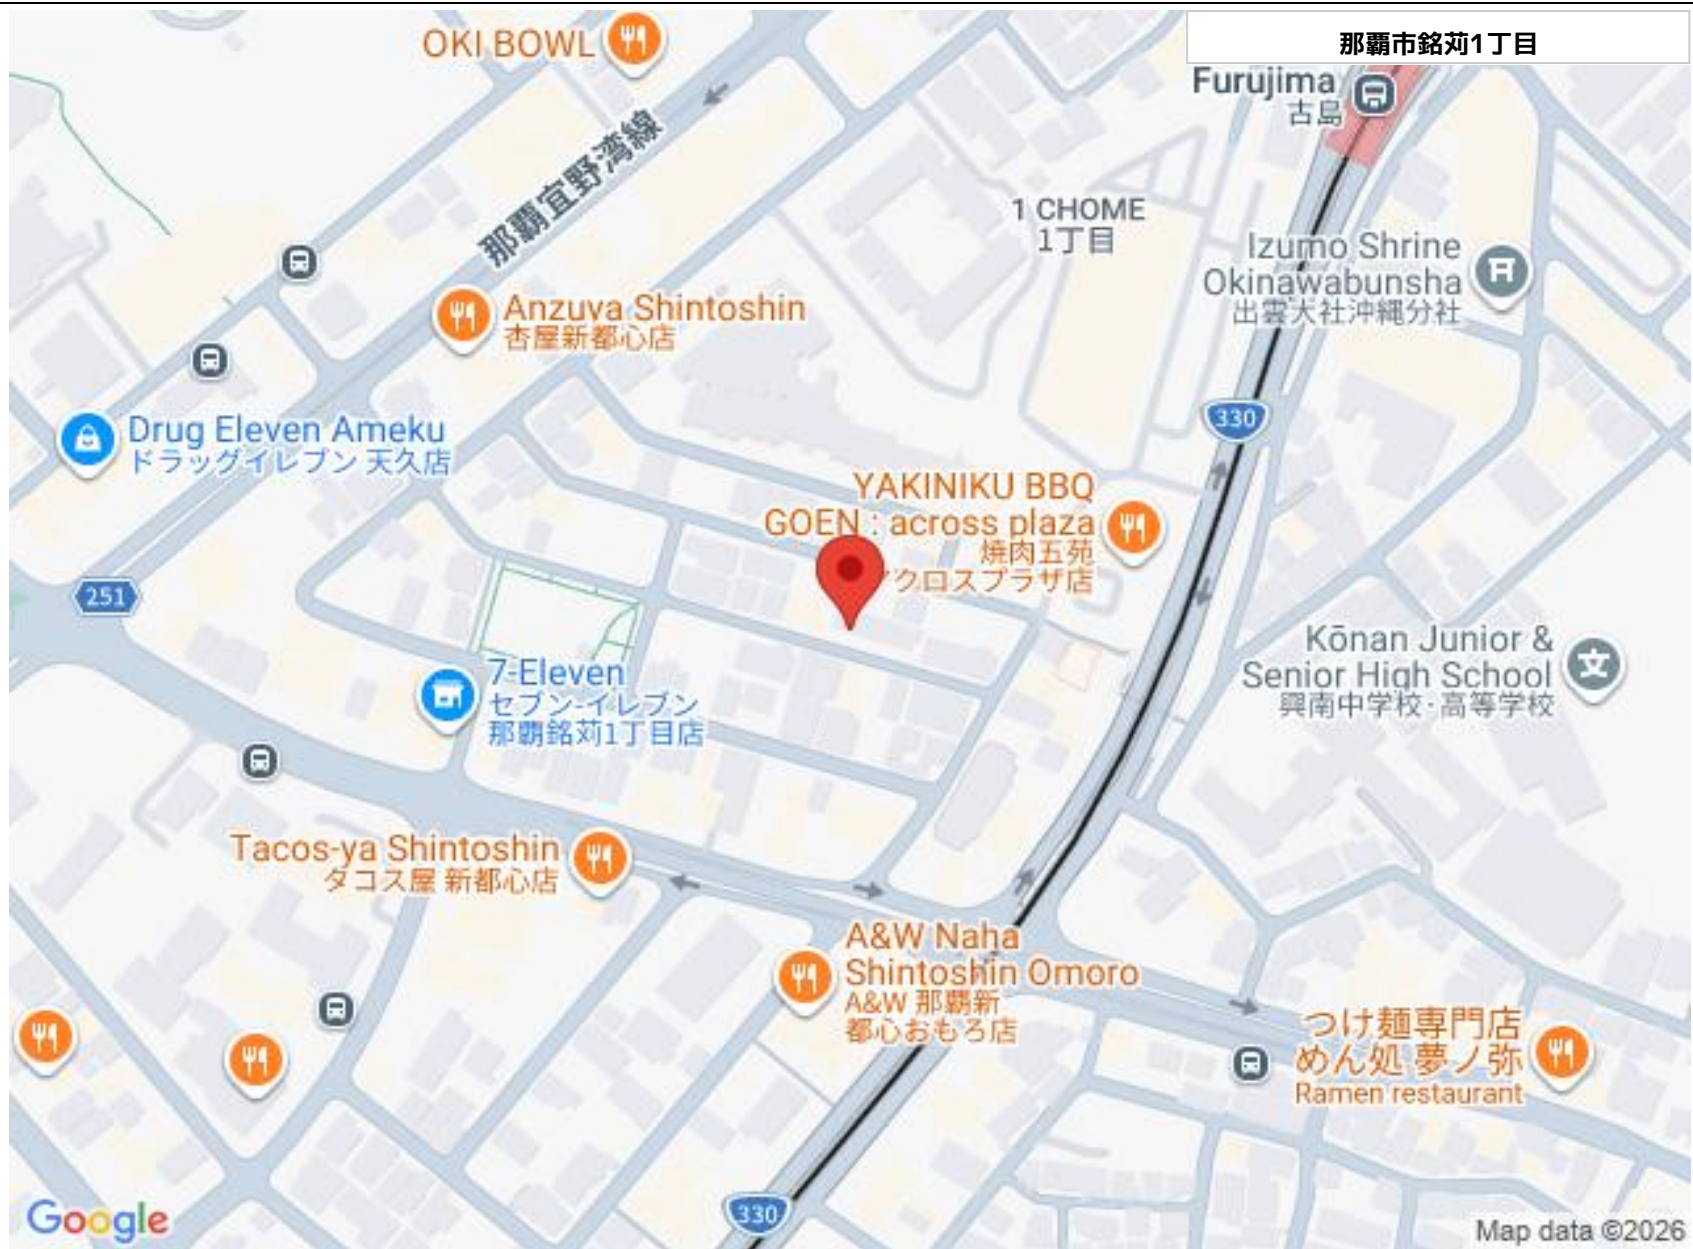 那覇市銘苅1丁目
OKI BOWL
Furujima
古島
那覇宜野湾線
1 CHOME
1丁目
Izumo Shrine
Okinawabunsha
出雲大社沖縄分社
Anzuya Shintoshin
杏屋新都心店
330
Drug Eleven Ameku
ドラッグイレブン 天久店
YAKINIKU BBQ
GOEN : across plaza
焼肉五苑
クロスプラザ店
251
Kōnan Junior &
Senior High School
興南中学校・高等学校
文
7-Eleven
セブン-イレブン
那覇銘苅1丁目店
Tacos-ya Shintoshin
タコス屋 新都心店
A&W Naha
Shintoshin Omoro
A&W 那覇新
都心おもろ店
つけ麺専門店
めん処 夢ノ弥
Ramen restaurant
330
Google
Map data ©2026